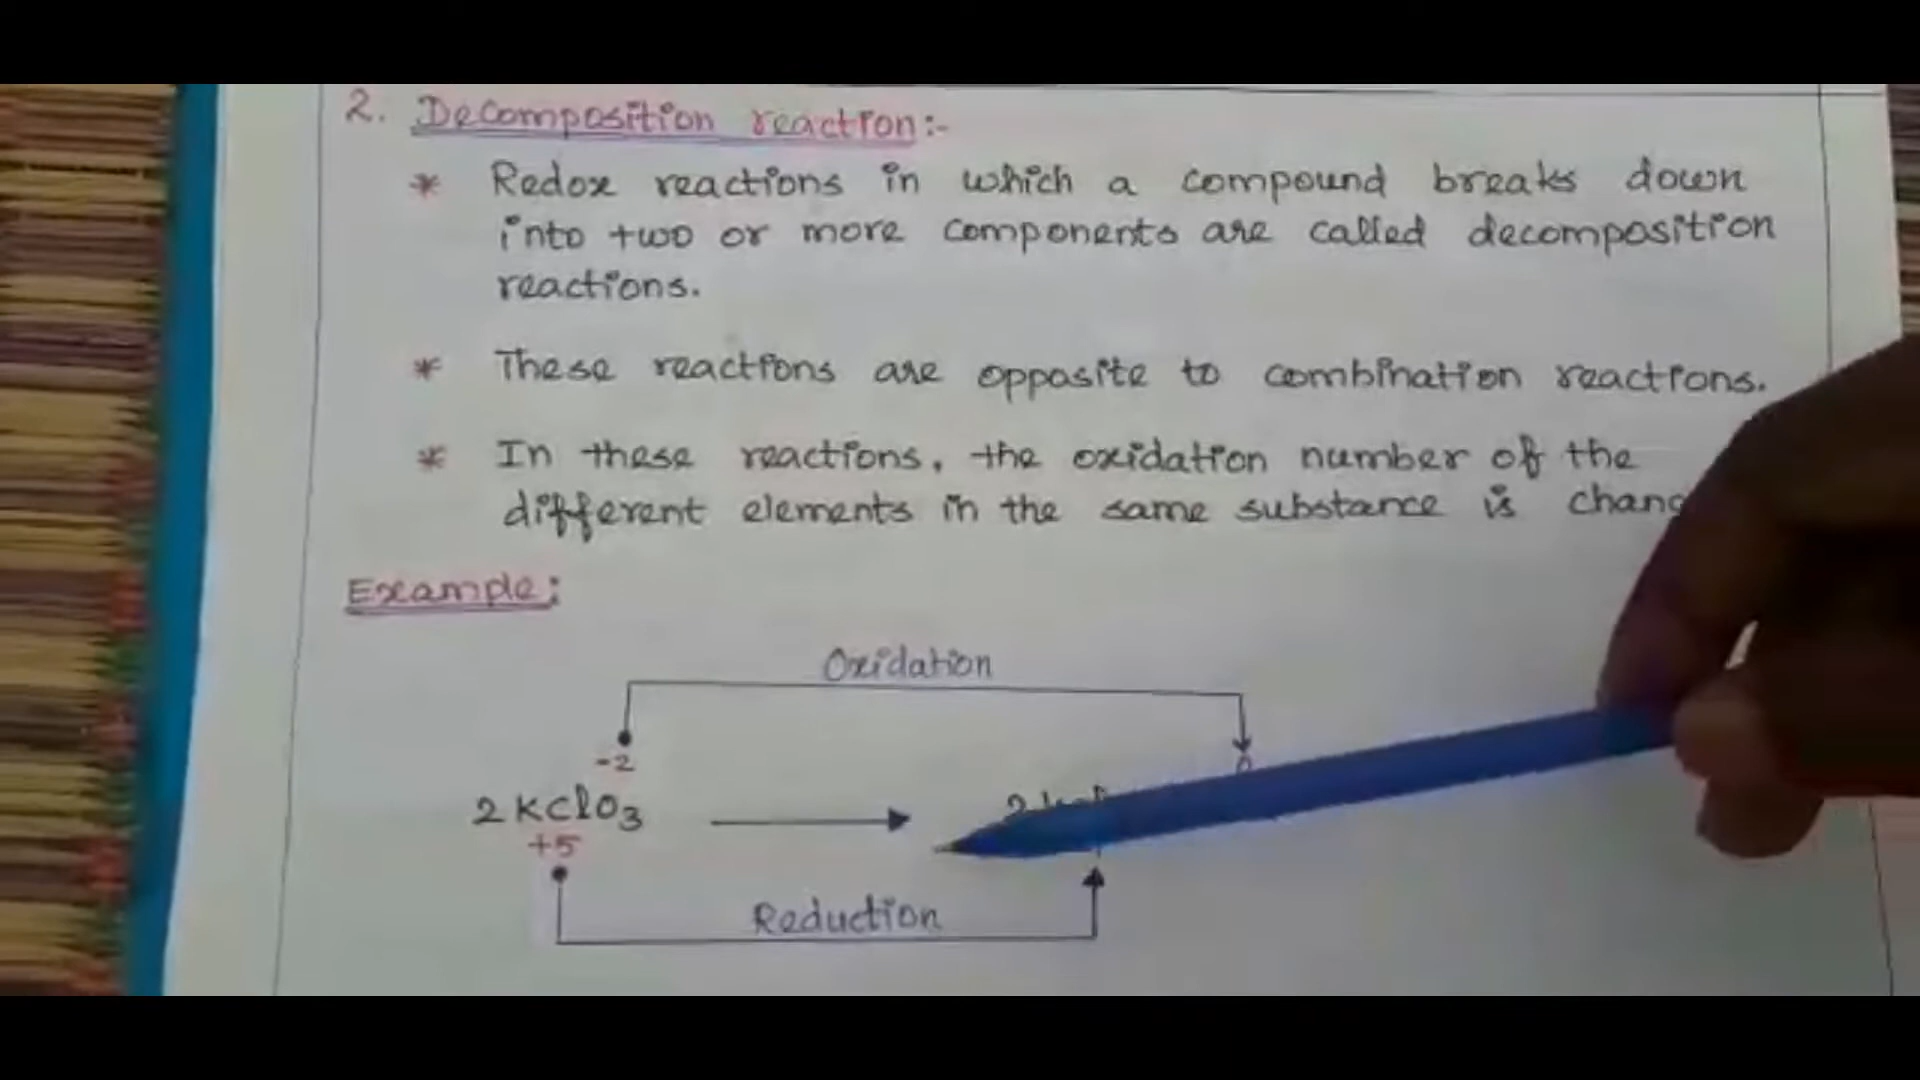 2. Decomposition reaction:-
* Redox reactions in which a compound breaks down
into two or more components are called decomposition
reactions.
* These reactions are opposite to combination reactions.
* In these reactions, the oxidation number of the
different elements in the same substance is
Example:
Oxidation
-2
2KClO3
+5
Reduction